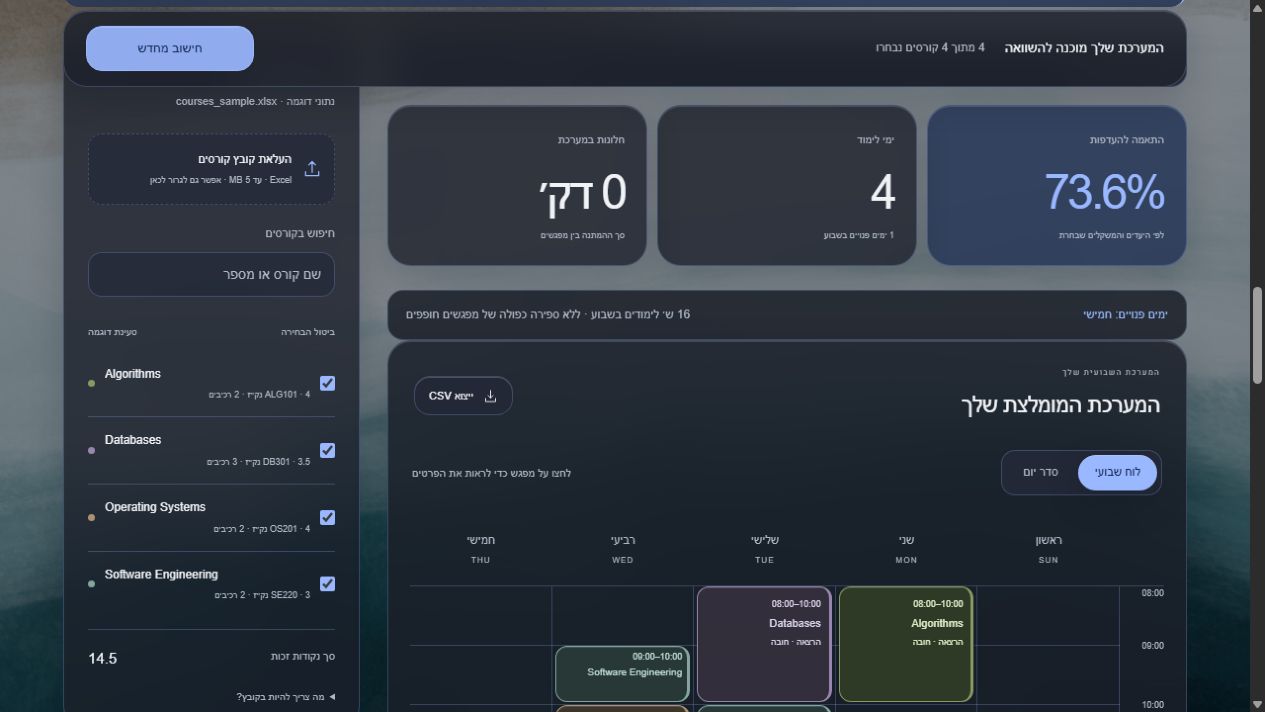 המערכת שלך מוכנה להשוואה
4 מתוך 4 קורסים נבחרו
חישוב מחדש
התאמה להעדפות
73.6%
לפי היעדים והמשקלים שבחרת
ימי לימוד
4
1 ימים פנויים בשבוע
חלונות במערכת
0 דק׳
סך ההמתנה בין מפגשים
ימים פנויים: חמישי
16 ש׳ לימודים בשבוע · ללא ספירה כפולה של מפגשים חופפים
המערכת השבועית שלך
המערכת המומלצת שלך
ייצוא CSV
לוח שבועי
סדר יום
לחצו על מפגש כדי לראות את הפרטים
ראשון
SUN
שני
MON
שלישי
TUE
רביעי
WED
חמישי
THU
08:00
09:00
10:00
08:00–10:00
Algorithms
הרצאה · חובה
08:00–10:00
Databases
הרצאה · חובה
09:00–10:00
Software Engineering
נתוני דוגמה · courses_sample.xlsx
העלאת קובץ קורסים
Excel · עד 5 MB · אפשר גם לגרור לכאן
חיפוש בקורסים
שם קורס או מספר
ביטול הבחירה
טעינת דוגמה
Algorithms
ALG101 · 4 נק״ז · 2 רכיבים
Databases
DB301 · 3.5 נק״ז · 3 רכיבים
Operating Systems
OS201 · 4 נק״ז · 2 רכיבים
Software Engineering
SE220 · 3 נק״ז · 2 רכיבים
סך נקודות זכות
14.5
מה צריך להיות בקובץ?